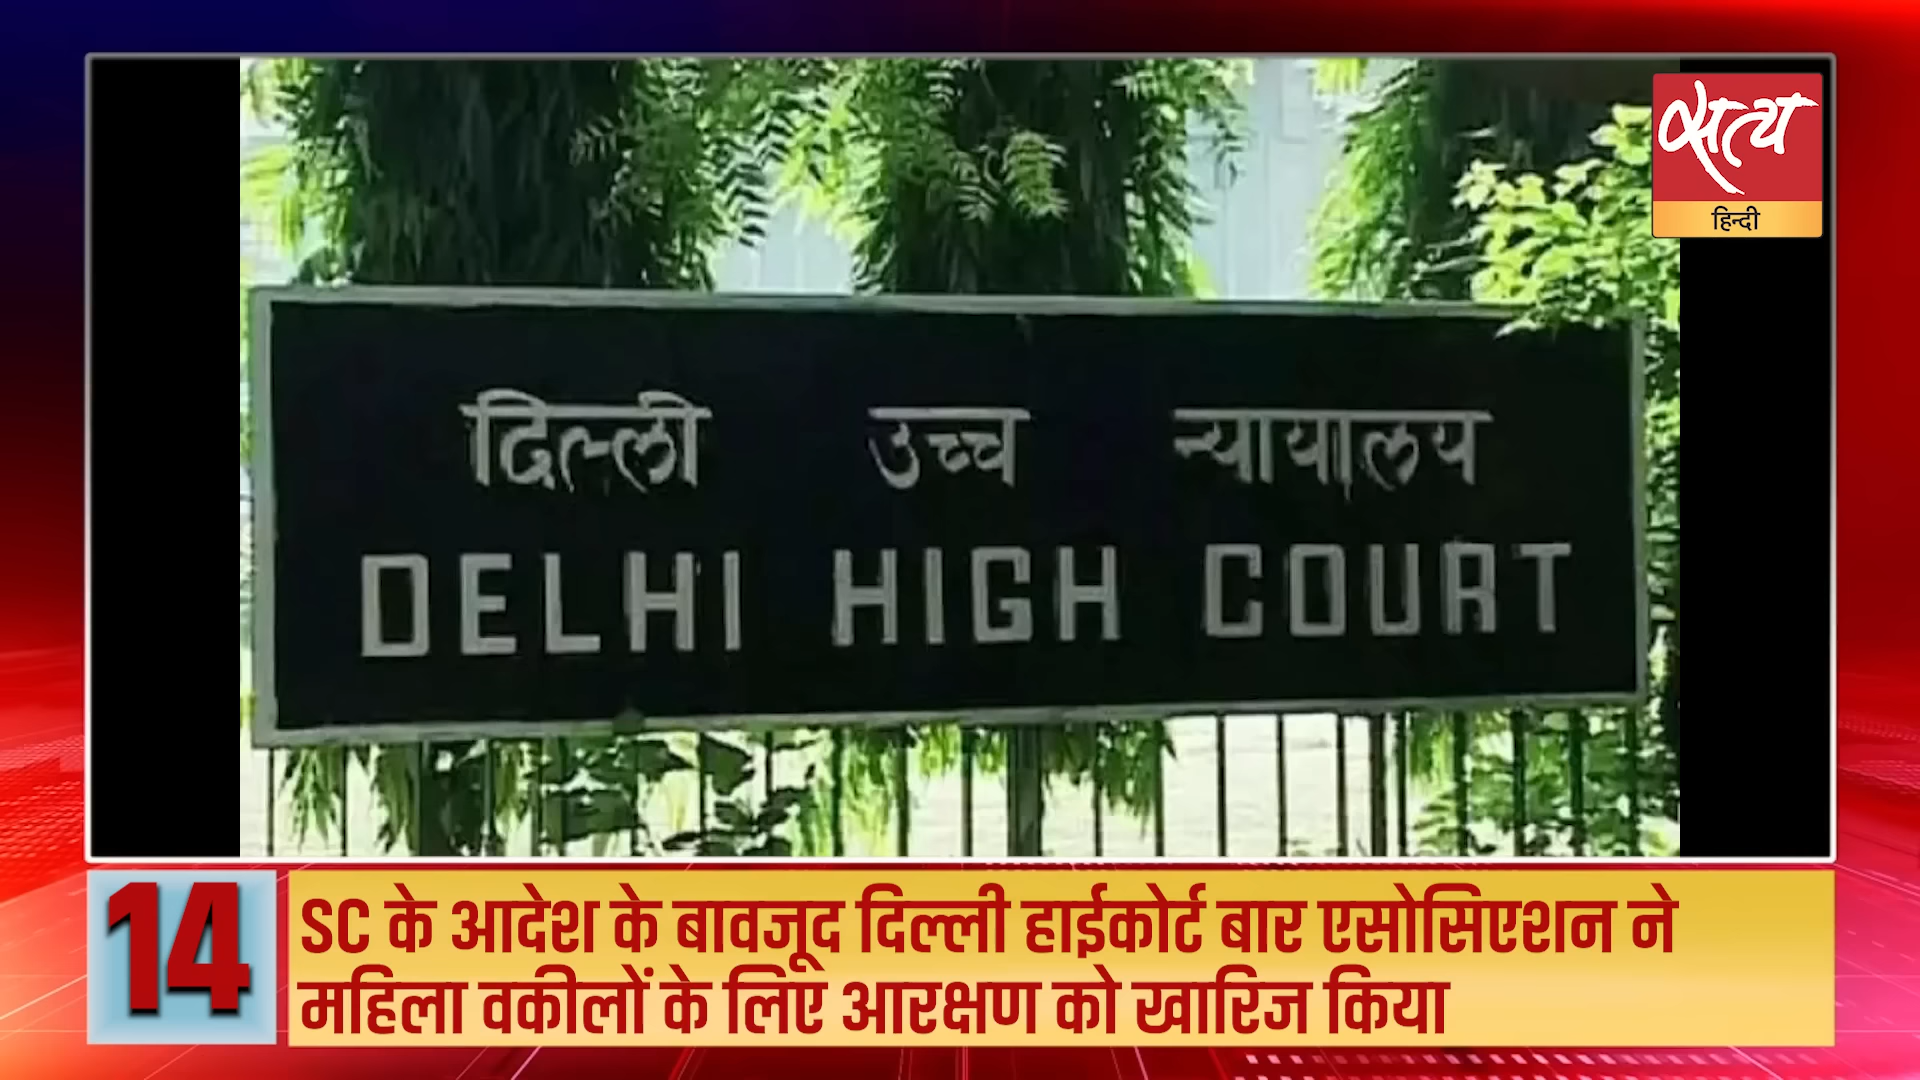 सत्य
हिन्दी
दिल्ली उच्च न्यायालय
DELHI HIGH COURT
14
SC के आदेश के बावजूद दिल्ली हाईकोर्ट बार एसोसिएशन ने
महिला वकीलों के लिए आरक्षण को खारिज किया